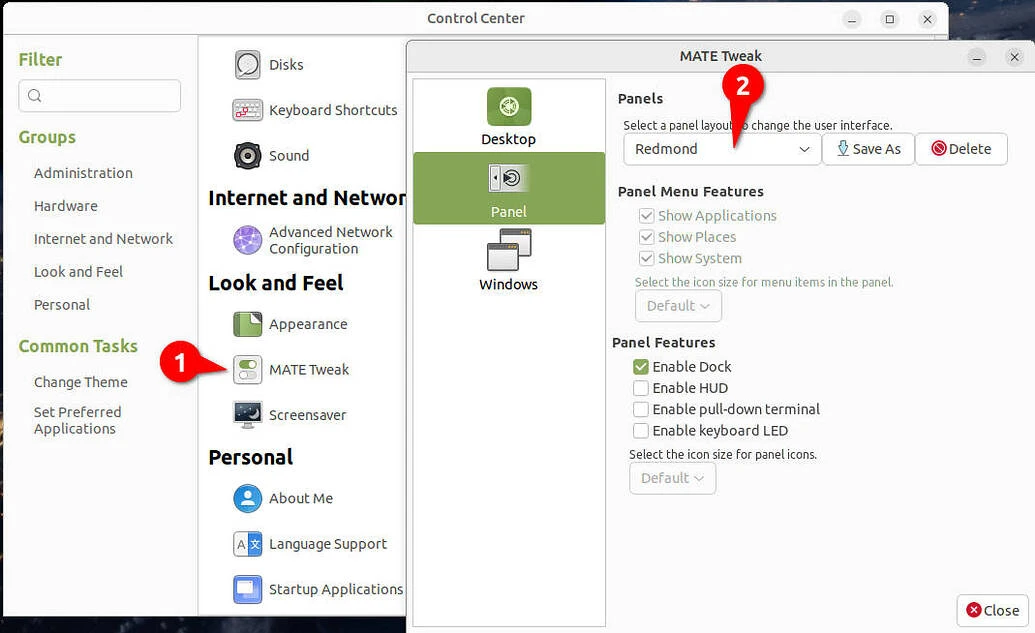 Control Center
Filter
Groups
Administration
Hardware
Internet and Network
Look and Feel
Personal
Common Tasks
Change Theme
Set Preferred
Applications
Disks
Keyboard Shortcuts
Sound
Internet and Networ
Advanced Network
Configuration
Look and Feel
Appearance
1
MATE Tweak
Screensaver
Personal
About Me
Language Support
Startup Applications
MATE Tweak
Desktop
Panel
Windows
2
Panels
Select a panel layout to change the user interface.
Redmond
Save As
Delete
Panel Menu Features
Show Applications
Show Places
Show System
Select the icon size for menu items in the panel.
Default
Panel Features
Enable Dock
Enable HUD
Enable pull-down terminal
Enable keyboard LED
Select the icon size for panel icons.
Default
Close